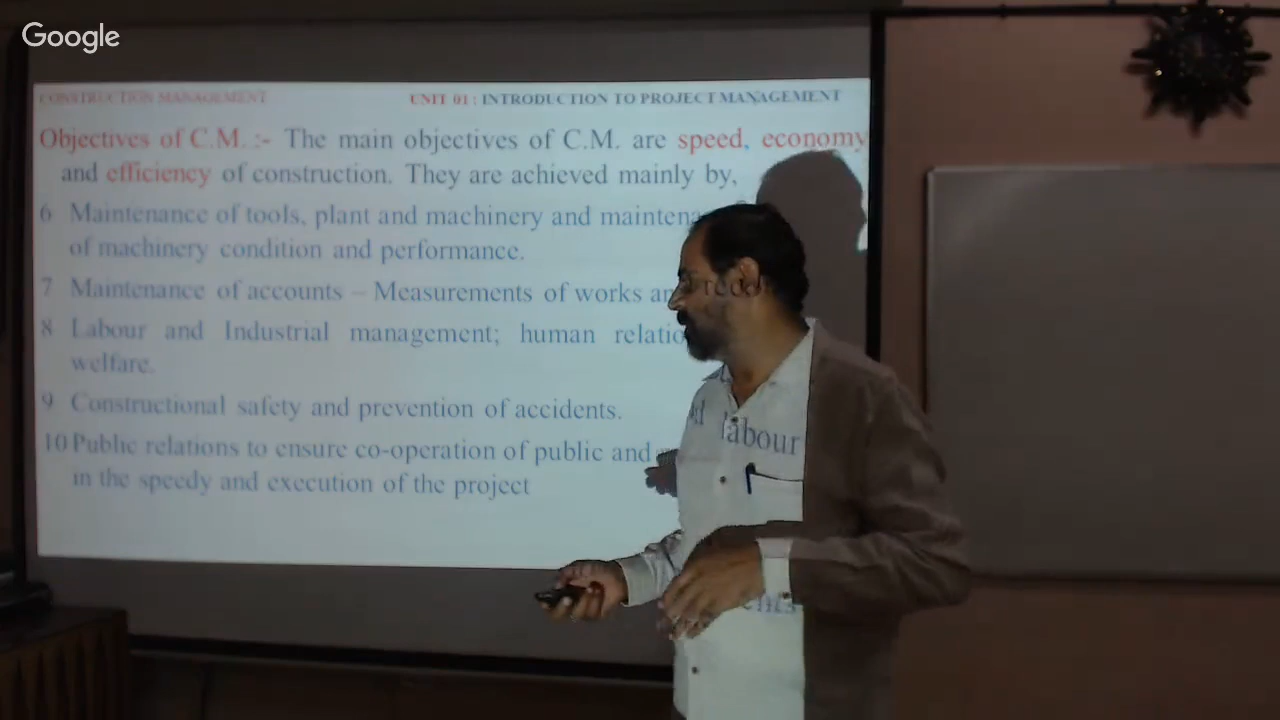 Google
CONSTRUCTION MANAGEMENT
UNIT 01 : INTRODUCTION TO PROJECT MANAGEMENT
Objectives of C.M. :- The main objectives of C.M. are speed, economy
and efficiency of construction. They are achieved mainly by,
6 Maintenance of tools, plant and machinery and maintena
of machinery condition and performance.
7 Maintenance of accounts – Measurements of works an
8 Labour and Industrial management; human relatio
labour
welfare.
9 Constructional safety and prevention of accidents.
10 Public relations to ensure co-operation of public and
in the speedy and execution of the project